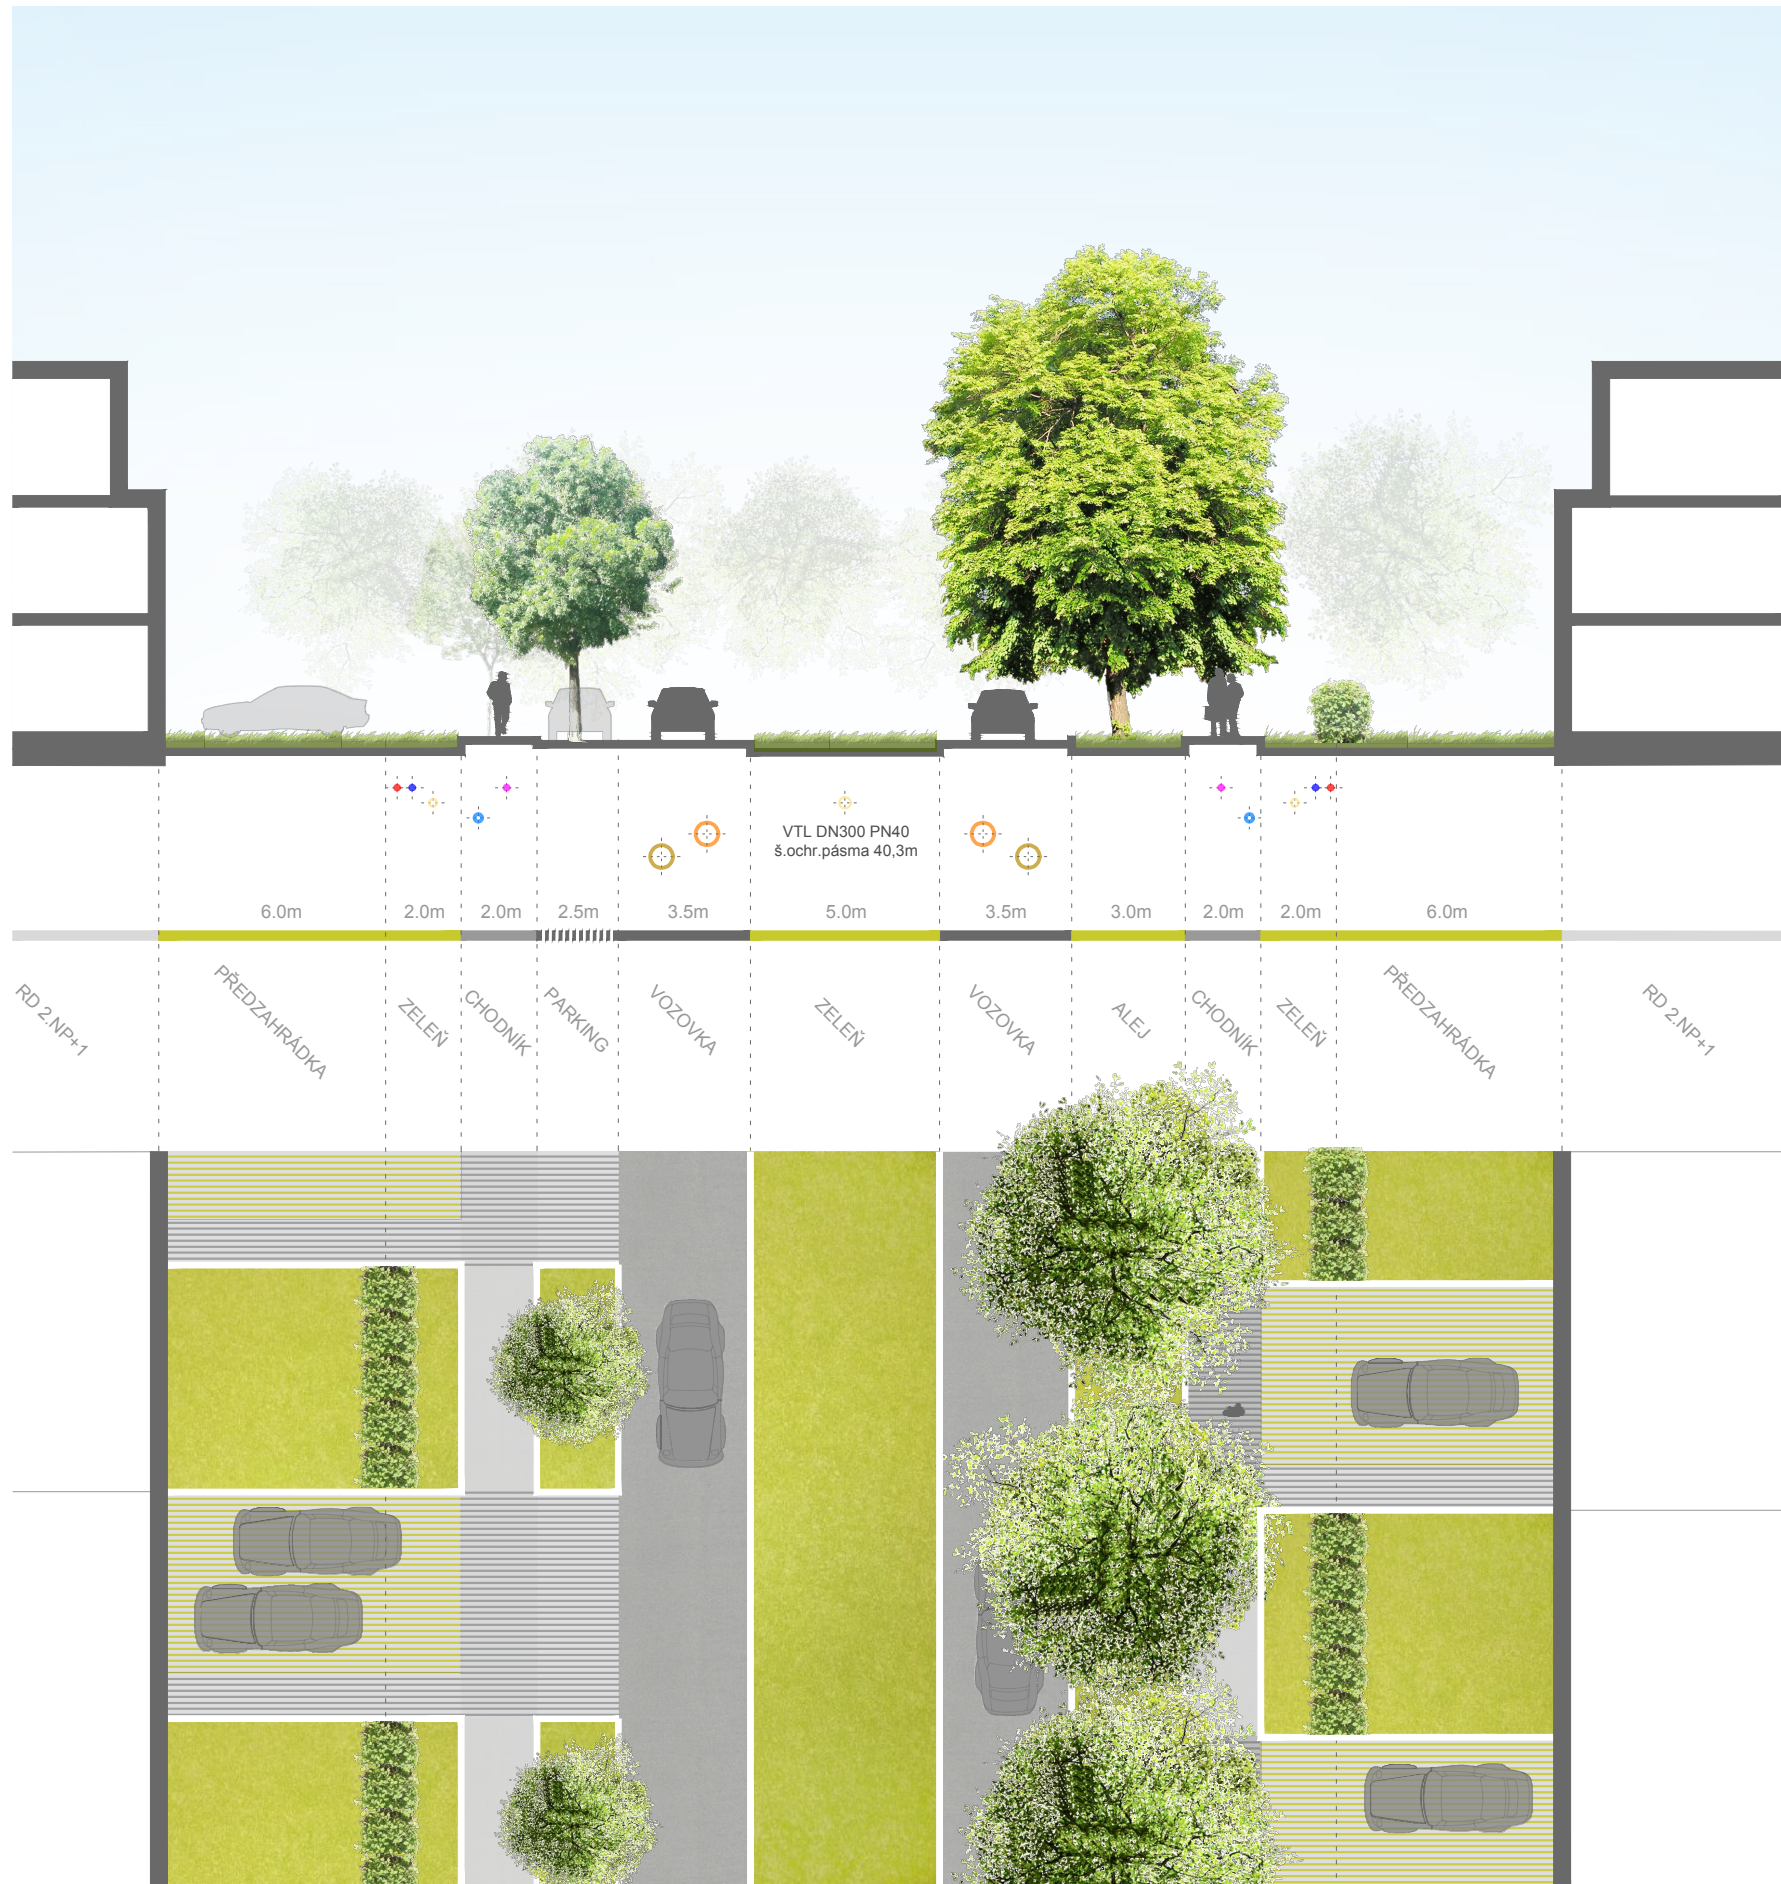 VTL DN300 PN40
š.ochr.pásma 40,3m
6.0m 2.0m 2.0m 2.5m 3.5m 5.0m 3.5m 3.0m 2.0m 2.0m 6.0m
RD 2.NP+1
PŘEDZAHRÁDKA
ZELEŇ
CHODNÍK
PARKING
VOZOVKA
ZELEŇ
VOZOVKA
ALEJ
CHODNÍK
ZELEŇ
PŘEDZAHRÁDKA
RD 2.NP+1